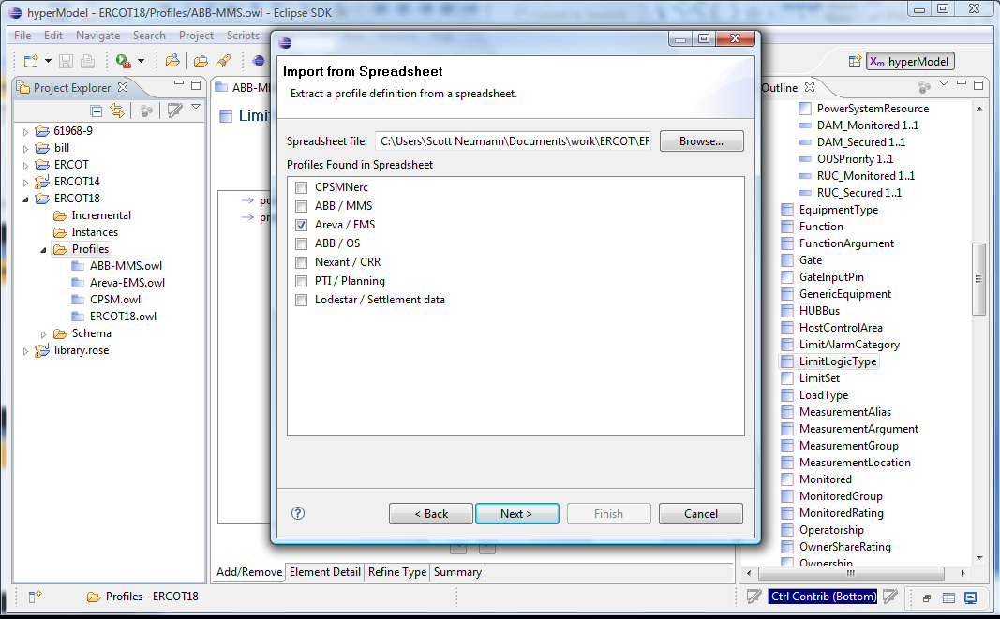 hyperModel - ERCOT18/Profiles/ABB-MMS.owl - Eclipse SDK
File Edit Navigate Search Project Scripts
hyperModel
Project Explorer
61968-9
bill
ERCOT
ERCOT14
ERCOT18
Incremental
Instances
Profiles
ABB-MMS.owl
Areva-EMS.owl
CPSM.owl
ERCOT18.owl
Schema
library.rose
ABB-M
Limi
po
pr
Import from Spreadsheet
Extract a profile definition from a spreadsheet.
Spreadsheet file: C:\Users\Scott Neumann\Documents\work\ERCOT\EF Browse...
Profiles Found in Spreadsheet
CPSMNerc
ABB / MMS
Areva / EMS
ABB / OS
Nexant / CRR
PTI / Planning
Lodestar / Settlement data
< Back Next > Finish Cancel
Add/Remove Element Detail Refine Type Summary
Outline
PowerSystemResource
DAM_Monitored 1..1
DAM_Secured 1..1
OUSPriority 1..1
RUC_Monitored 1..1
RUC_Secured 1..1
EquipmentType
Function
FunctionArgument
Gate
GateInputPin
GenericEquipment
HUBBus
HostControlArea
LimitAlarmCategory
LimitLogicType
LimitSet
LoadType
MeasurementAlias
MeasurementArgument
MeasurementGroup
MeasurementLocation
Monitored
MonitoredGroup
MonitoredRating
Operatorship
OwnerShareRating
Ownership
Profiles - ERCOT18
Ctrl Contrib (Bottom)